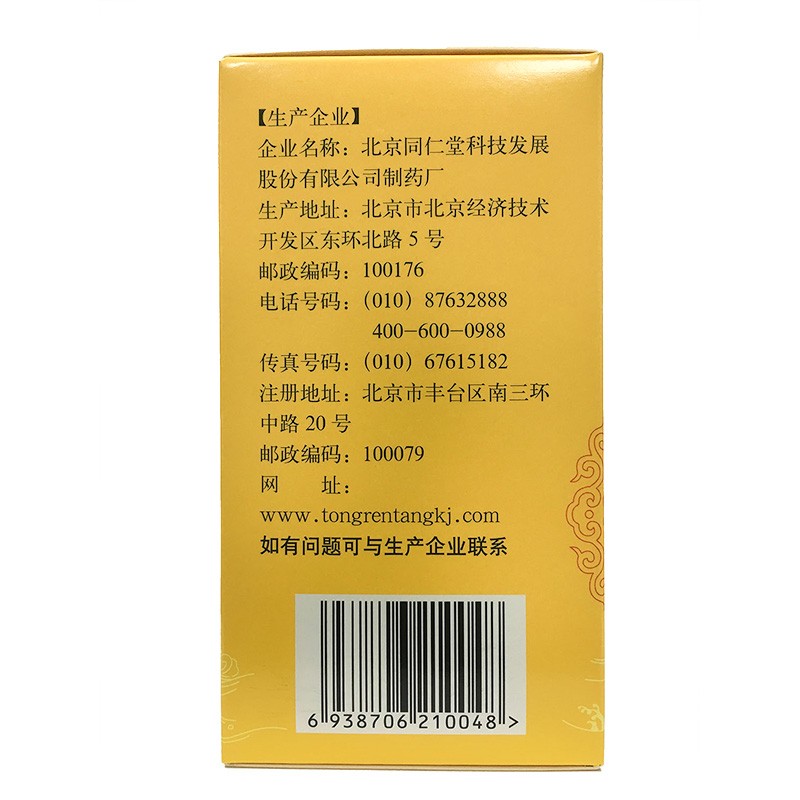 【生产企业】
企业名称：北京同仁堂科技发展
股份有限公司制药厂
生产地址：北京市北京经济技术
开发区东环北路 5 号
邮政编码：100176
电话号码：（010）87632888
400-600-0988
传真号码：（010）67615182
注册地址：北京市丰台区南三环
中路 20 号
邮政编码：100079
网　　址：
www.tongrentangkj.com
如有问题可与生产企业联系
6 938706 210048 >